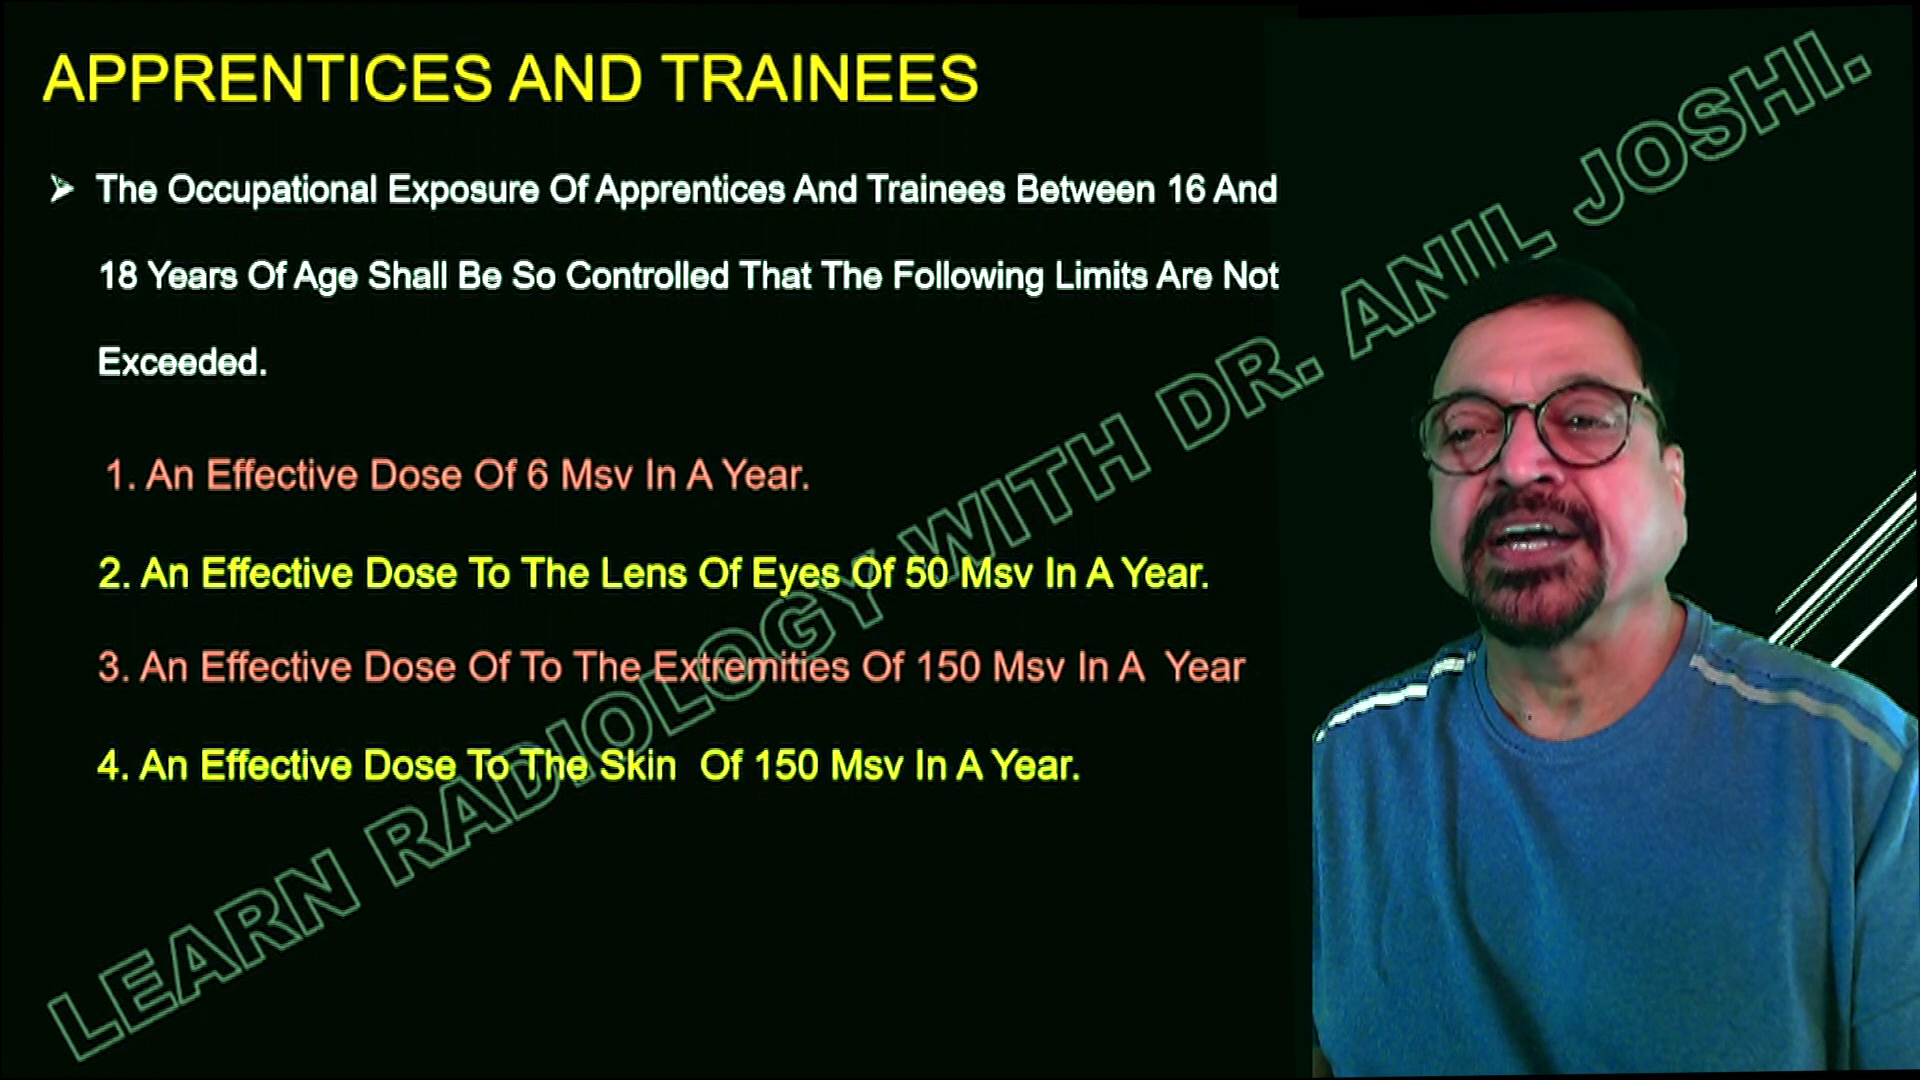 APPRENTICES AND TRAINEES
➤ The Occupational Exposure Of Apprentices And Trainees Between 16 And
18 Years Of Age Shall Be So Controlled That The Following Limits Are Not
Exceeded.
1. An Effective Dose Of 6 Msv In A Year.
2. An Effective Dose To The Lens Of Eyes Of 50 Msv In A Year.
3. An Effective Dose Of To The Extremities Of 150 Msv In A Year
4. An Effective Dose To The Skin Of 150 Msv In A Year.
LEARN RADIOLOGY WITH DR. ANIL JOSHI.